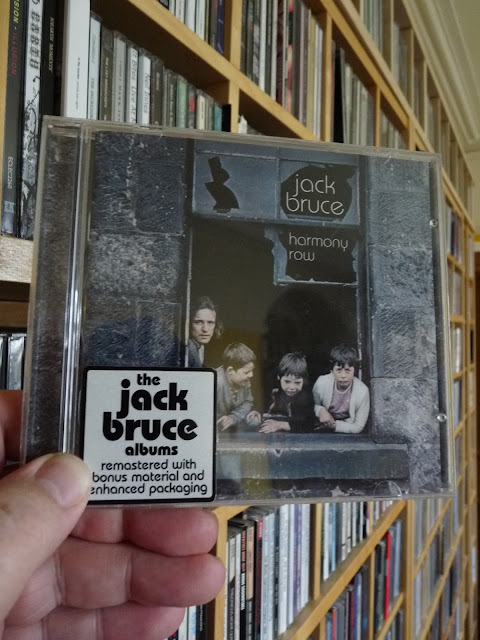 jack
bruce
harmony
row
the
jack
bruce
albums
remastered with
bonus material and
enhanced packaging